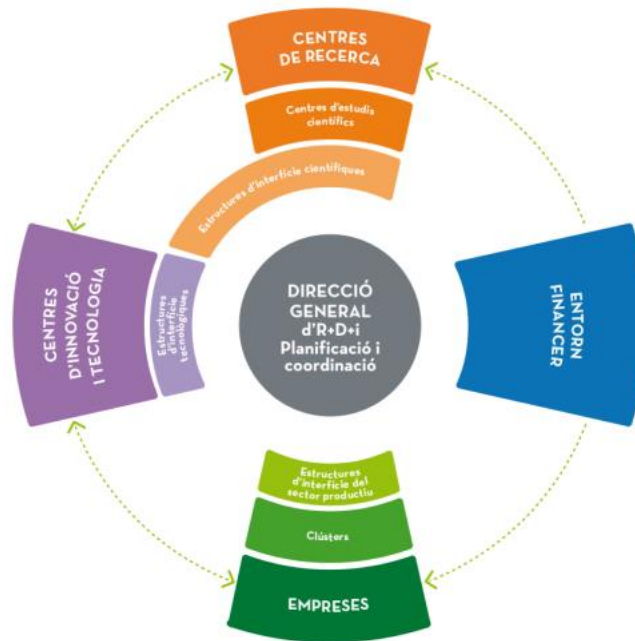 CENTRES
DE RECERCA
Centres d'estudis
científics
Estructures d'interfície científiques
CENTRES
D'INNOVACIÓ
I TECNOLOGIA
Estructures
d'interfície
tecnològiques
DIRECCIÓ
GENERAL
d'R+D+i
Planificació i
coordinació
ENTORN
FINANCER
Estructures
d'interfície del
sector productiu
Clústers
EMPRESES